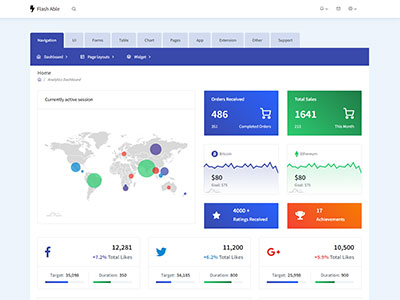 Flash Able
Navigation UI Forms Table Chart Pages App Extension Other Support
Dashboard Page layouts Widget
Home
/ Analytics Dashboard
Currently active session
Orders Received
486
351 Completed Orders
Total Sales
1641
213 This Month
Bitcoin
$80
Goal: $75
Ethereum
$80
Goal: $75
4000 +
Ratings Received
17
Achievements
12,281
+7.2% Total Likes
Target: 35,098 Duration: 350
11,200
+6.2% Total Likes
Target: 34,185 Duration: 800
10,500
+5.9% Total Likes
Target: 25,998 Duration: 900